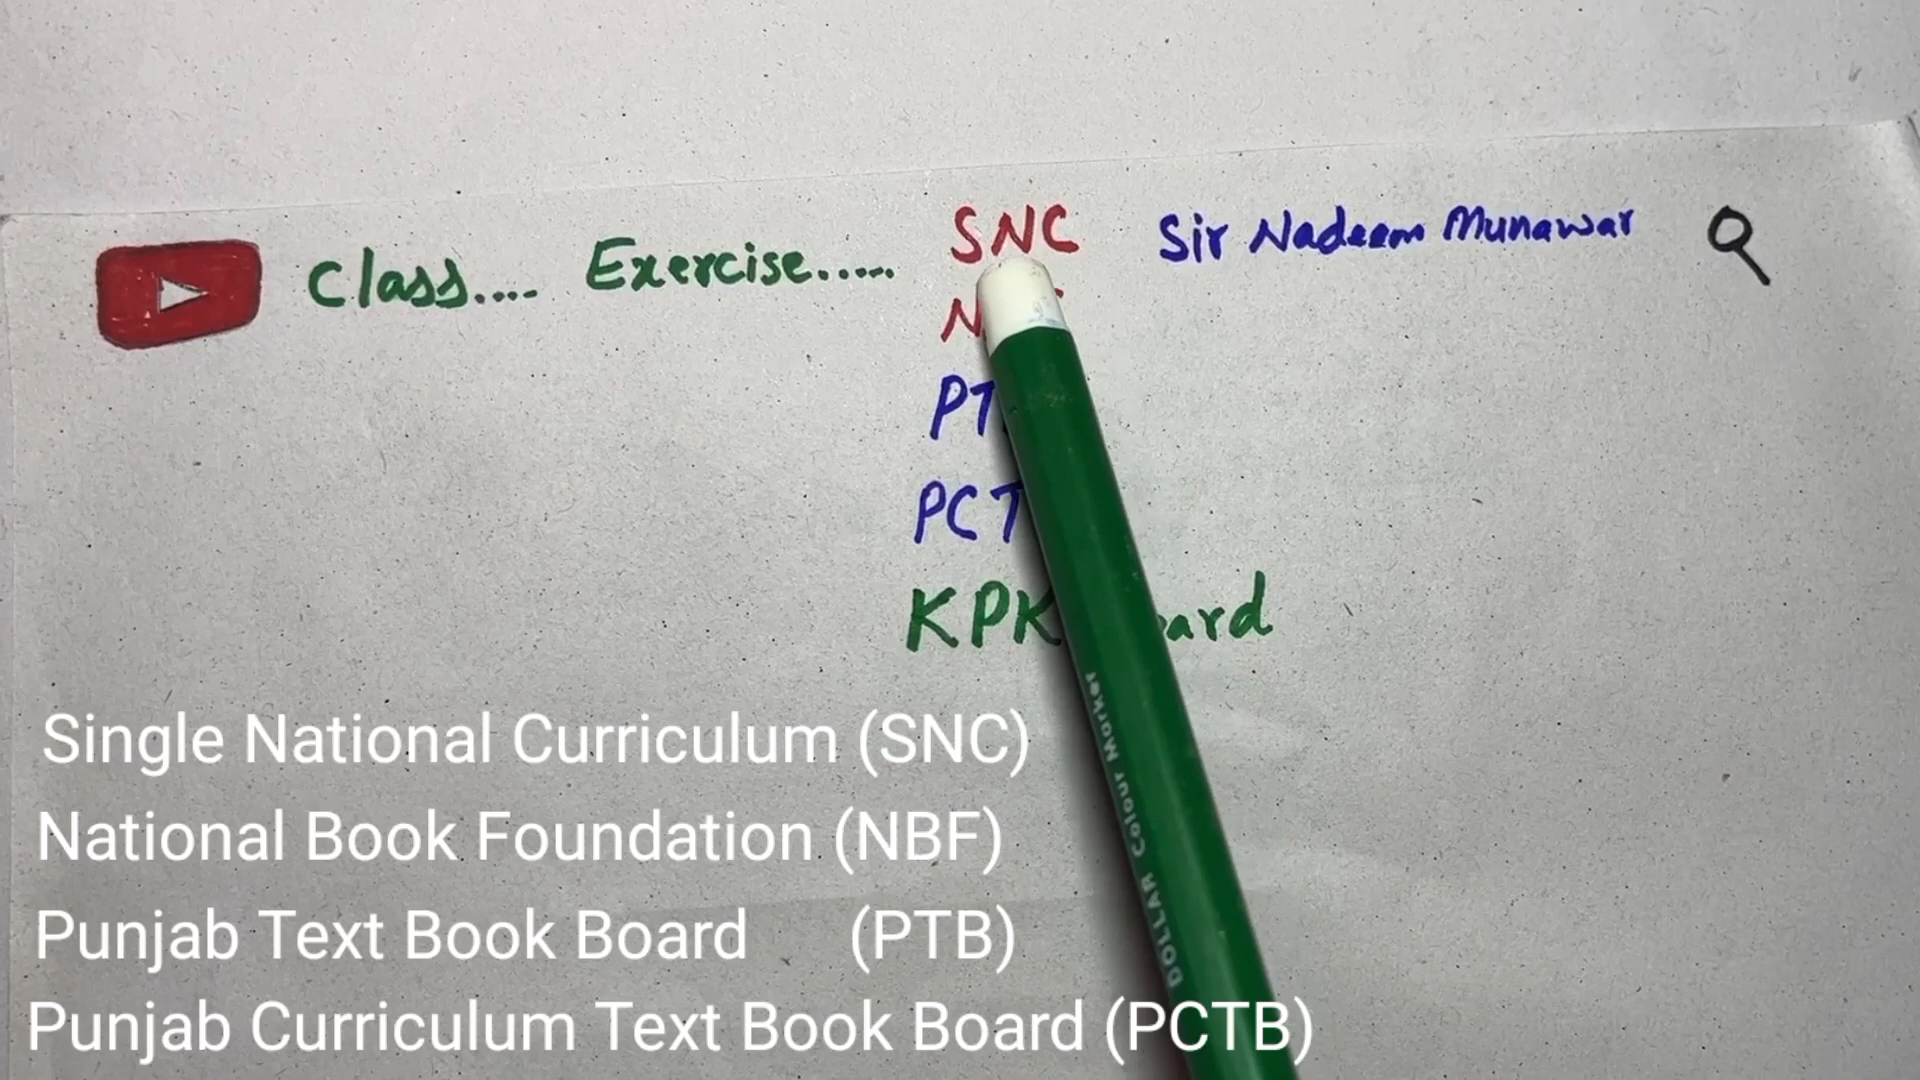 Class.... Exercise..... SNC Sir Nadeem Munawar
PCT
KPK
DOLLAR Colour Marker
Single National Curriculum (SNC)
National Book Foundation (NBF)
Punjab Text Book Board (PTB)
Punjab Curriculum Text Book Board (PCTB)